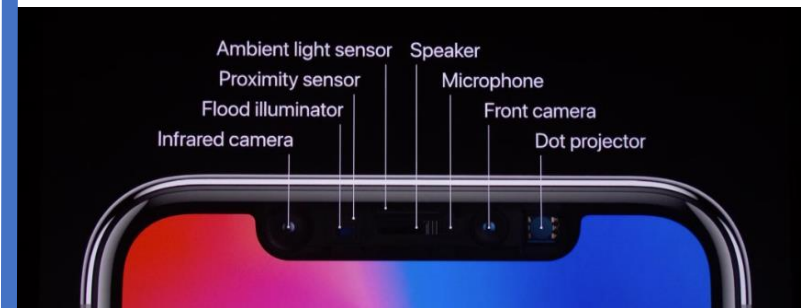 Ambient light sensor Speaker
Proximity sensor Microphone
Flood illuminator Front camera
Infrared camera Dot projector